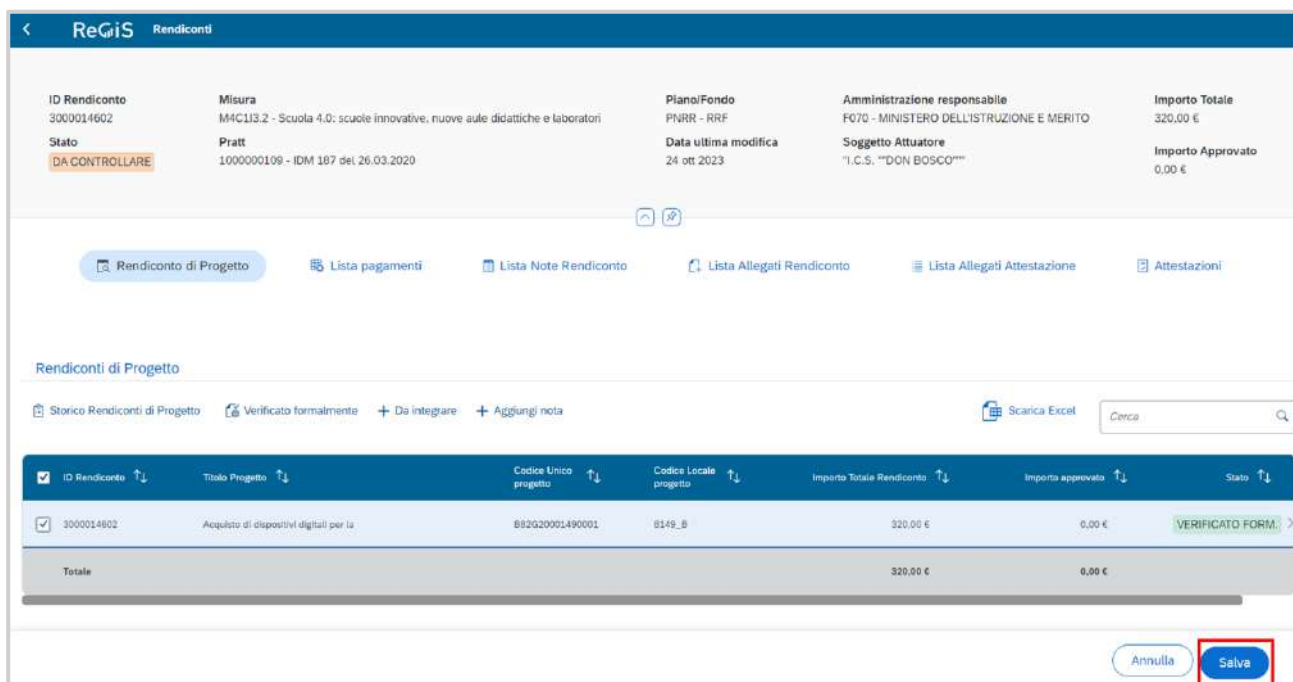 ReGiS Rendiconti
ID Rendiconto Misura Piano/Fondo Amministrazione responsabile Importo Totale
3000014602 M4C1I3.2 - Scuola 4.0: scuole innovative, nuove aule didattiche e laboratori PNRR - RRF F070 - MINISTERO DELL'ISTRUZIONE E MERITO 320,00 €
Stato Pratt Data ultima modifica Soggetto Attuatore Importo Approvato
DA CONTROLLARE 1000000109 - IDM 187 del 26.03.2020 24 ott 2023 "I.C.S. ""DON BOSCO""" 0,00 €
Rendiconto di Progetto Lista pagamenti Lista Note Rendiconto Lista Allegati Rendiconto Lista Allegati Attestazione Attestazioni
Rendiconti di Progetto
Storico Rendiconti di Progetto Verificato formalmente + Da integrare + Aggiungi nota Scarica Excel Cerca
ID Rendiconto Titolo Progetto Codice Unico progetto Codice Locale progetto Importo Totale Rendiconto Importo approvato Stato
3000014602 Acquisto di dispositivi digitali per la B82G20001490001 8149_B 320,00 € 0,00 € VERIFICATO FORM.
Totale 320,00 € 0,00 €
Annulla Salva